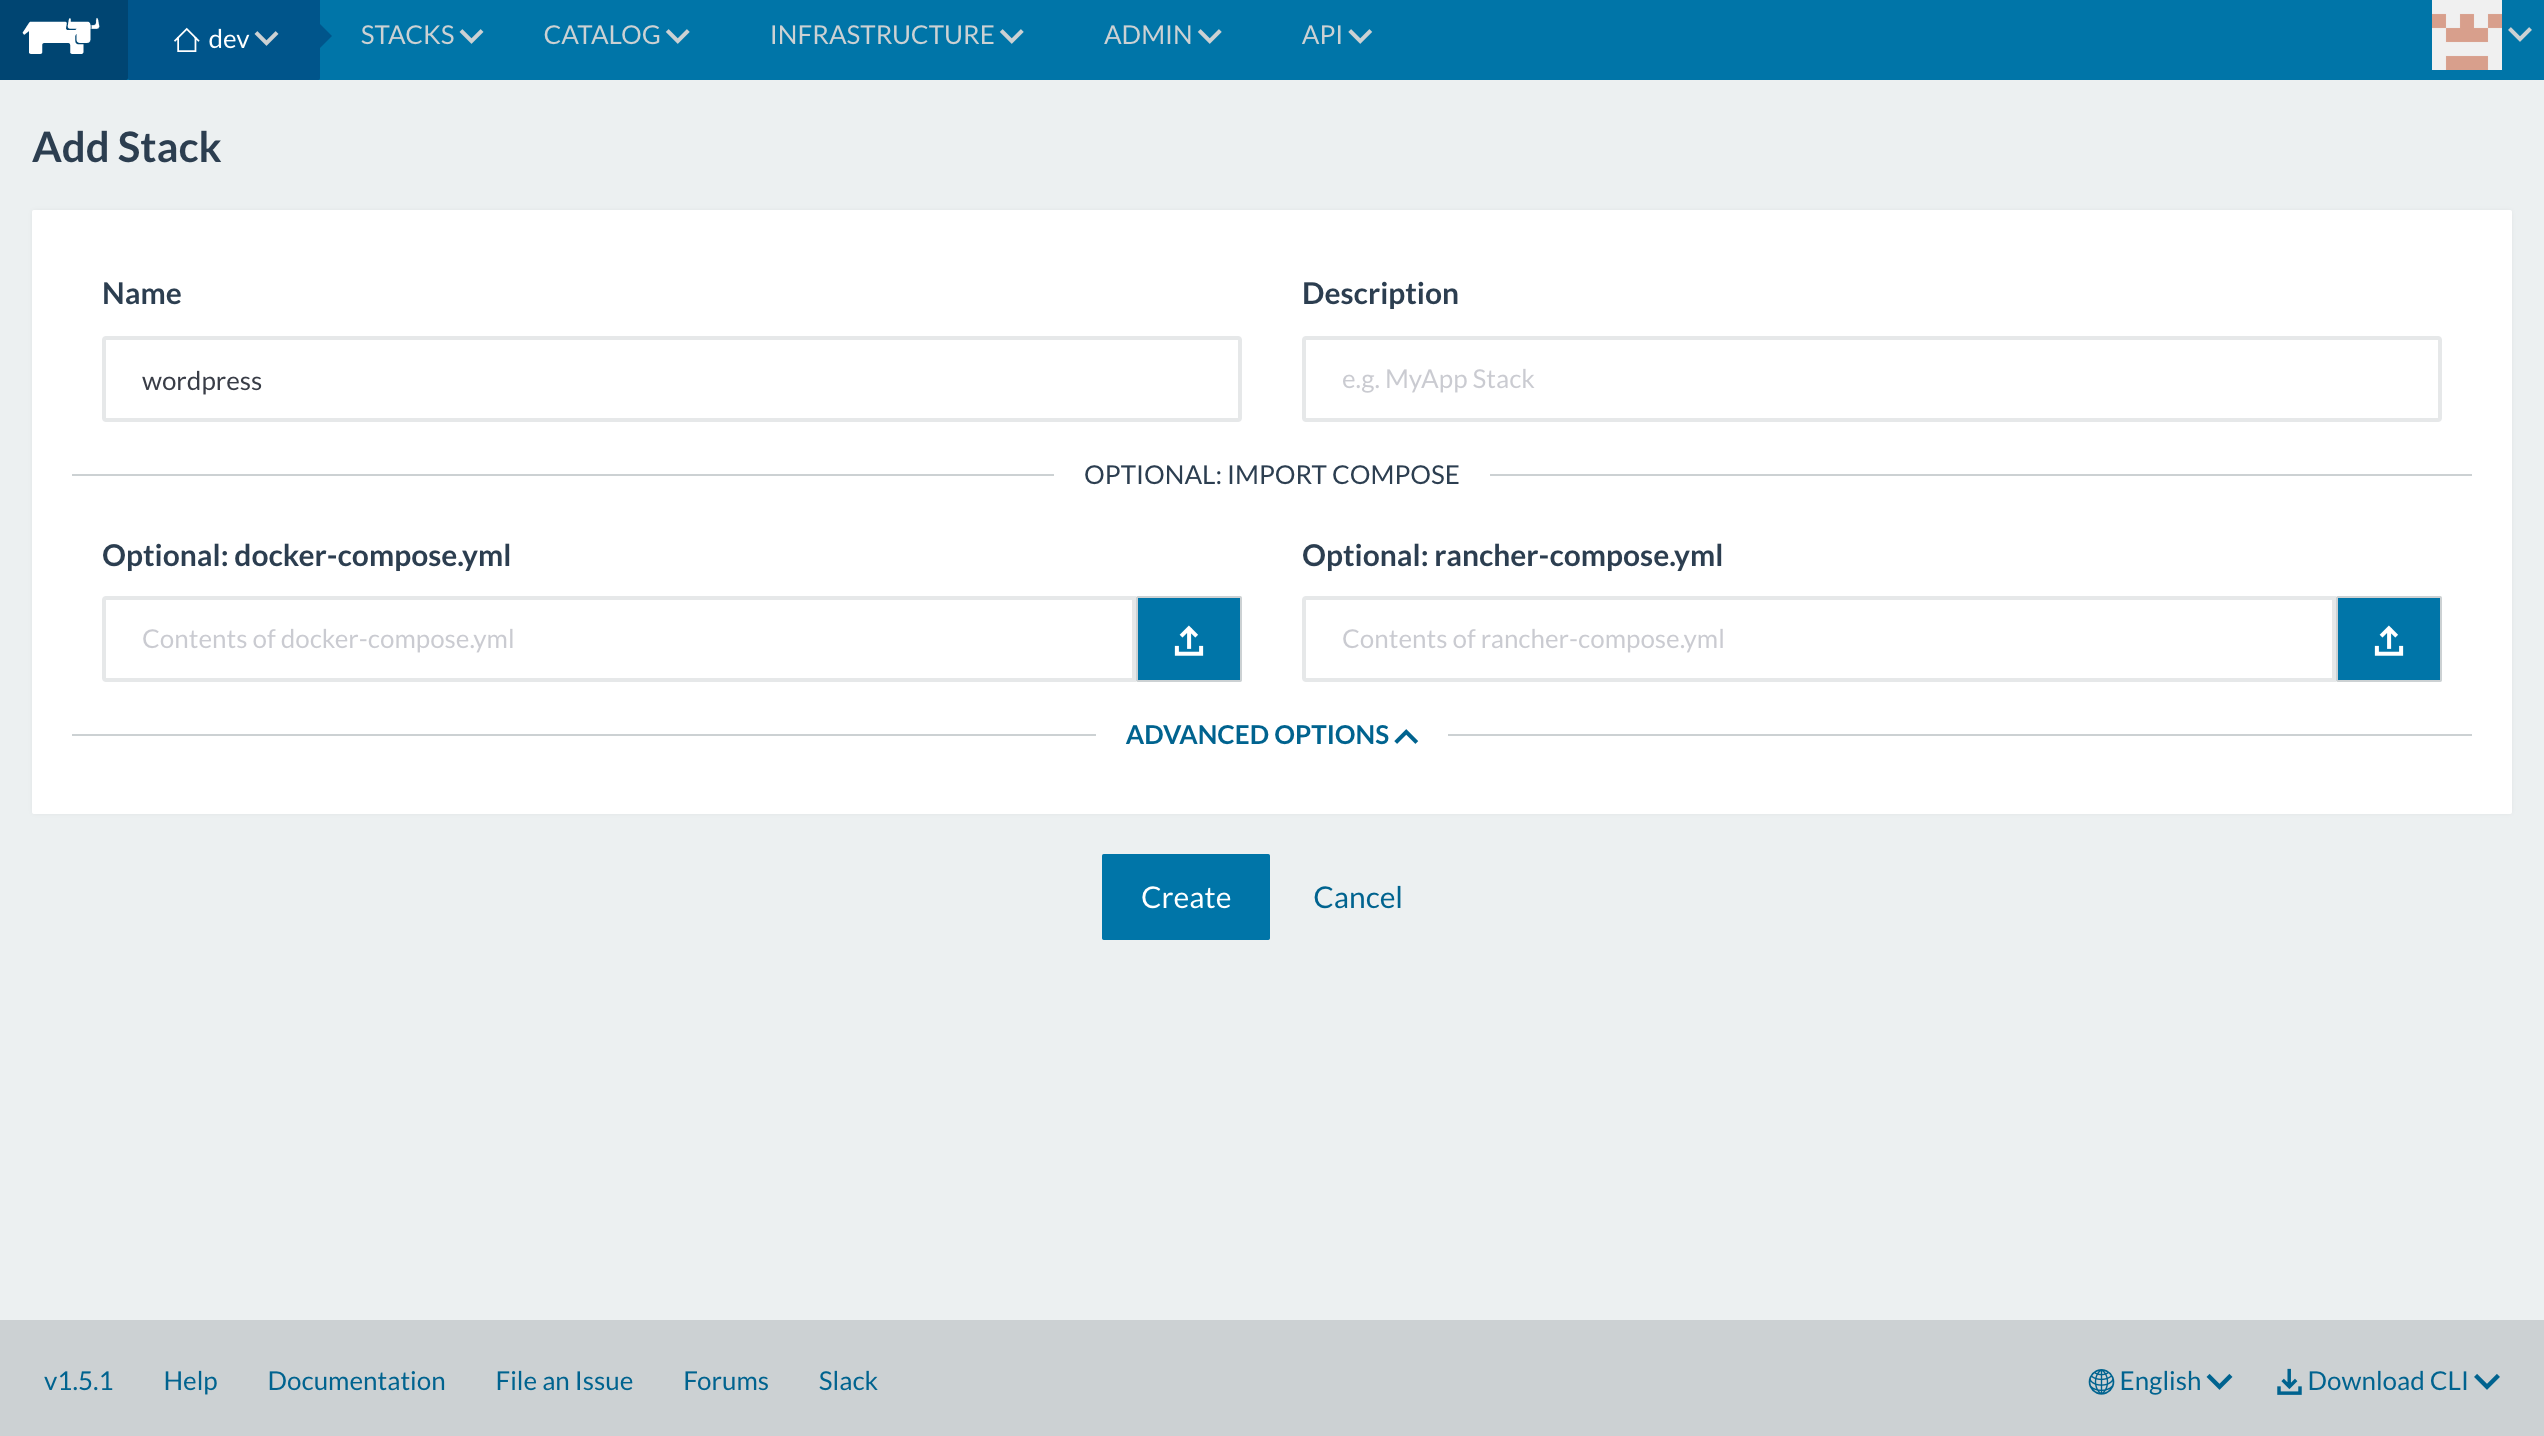 dev STACKS CATALOG INFRASTRUCTURE ADMIN API
Add Stack
Name Description
wordpress e.g. MyApp Stack
OPTIONAL: IMPORT COMPOSE
Optional: docker-compose.yml Optional: rancher-compose.yml
Contents of docker-compose.yml Contents of rancher-compose.yml
ADVANCED OPTIONS
Create Cancel
v1.5.1 Help Documentation File an Issue Forums Slack English Download CLI